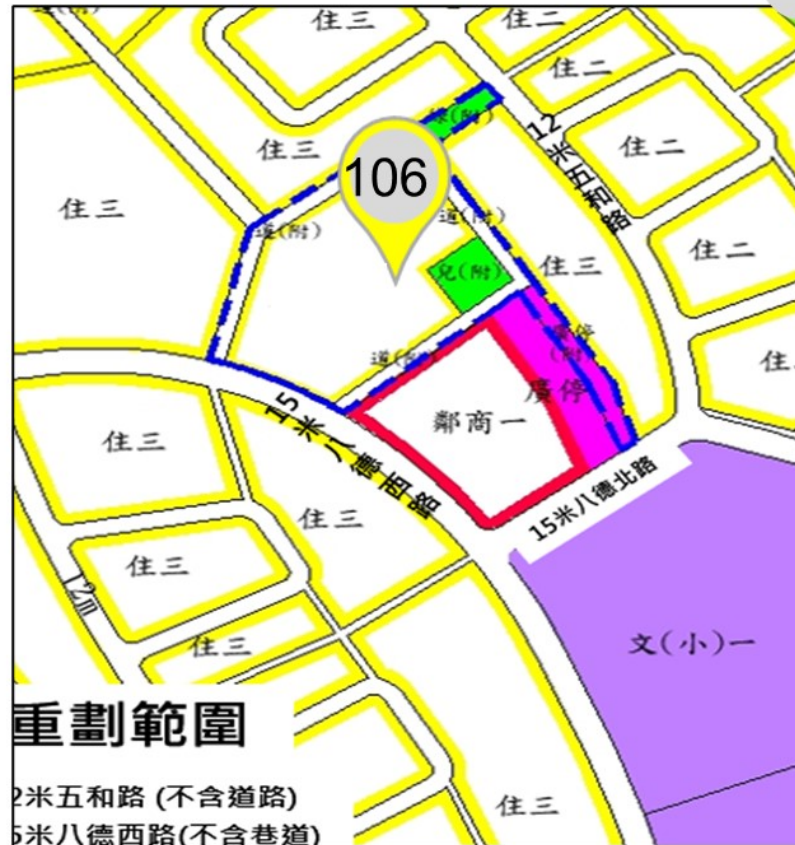 住三
住二
住二
綠(附)
住三
12米五和路
住二
106
住三
道(附)
道(附)
住二
兒(附)
住三
廣停(附)
道(附)
住
廣停
鄰商一
住三
15米八德西路
15米八德北路
住三
住三
12m
住三
文(小)一
重劃範圍
2米五和路 (不含道路)
住三
5米八德西路(不含巷道)